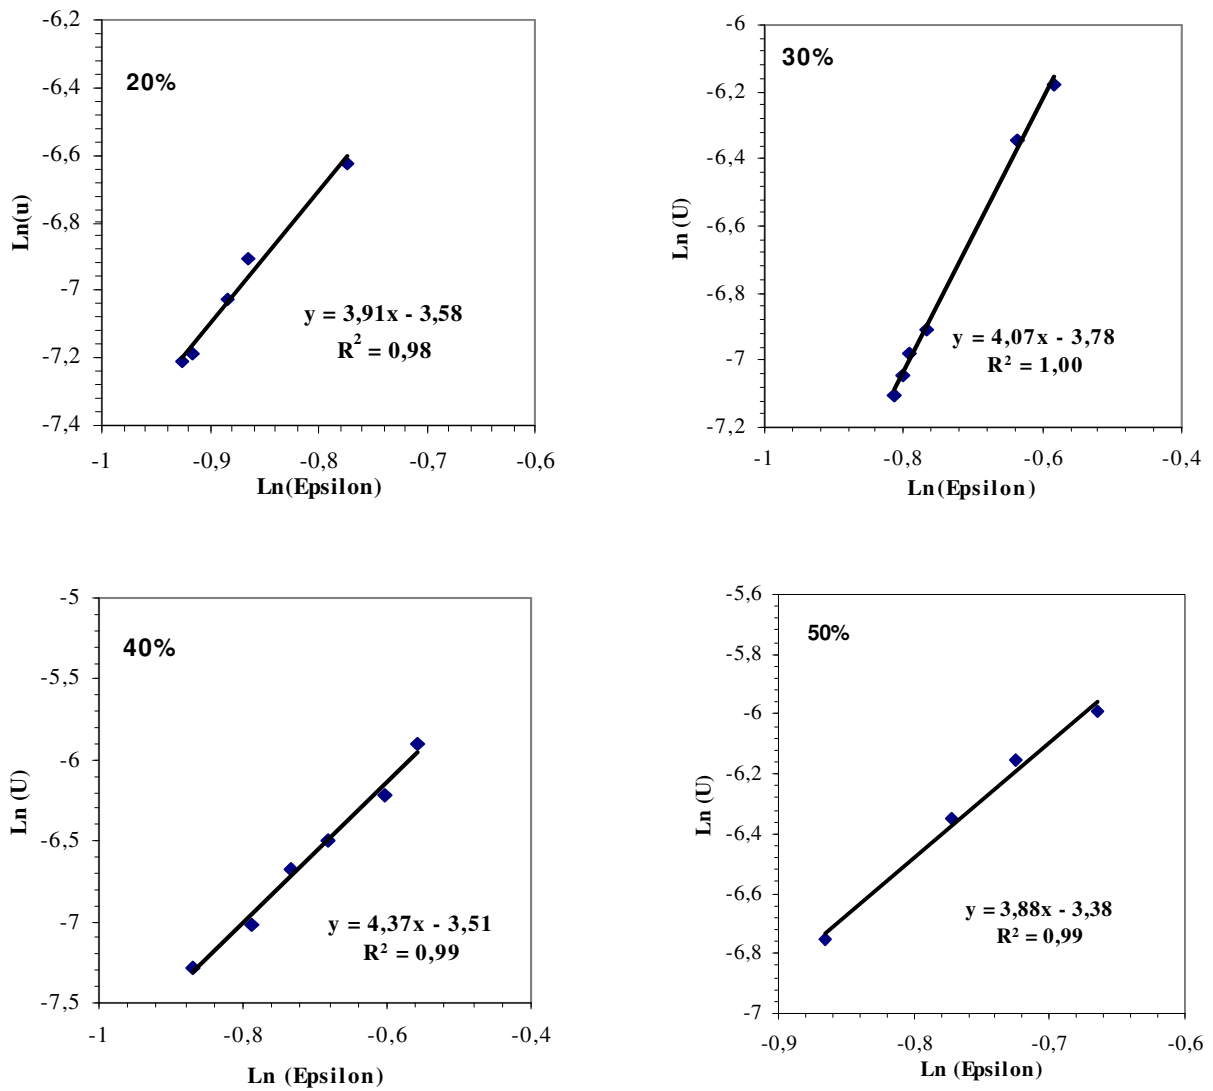 -6,2
-6,4
-6,6
-6,8
-7
-7,2
-7,4
Ln(u)
20%
y = 3,91x - 3,58
R² = 0,98
-1 -0,9 -0,8 -0,7 -0,6
Ln(Epsilon)
-6
-6,2
-6,4
-6,6
-6,8
-7
-7,2
Ln (U)
30%
y = 4,07x - 3,78
R² = 1,00
-1 -0,8 -0,6 -0,4
Ln(Epsilon)
-5
-5,5
-6
-6,5
-7
-7,5
Ln (U)
40%
y = 4,37x - 3,51
R² = 0,99
-1 -0,8 -0,6 -0,4
Ln (Epsilon)
-5,6
-5,8
-6
-6,2
-6,4
-6,6
-6,8
-7
Ln (U)
50%
y = 3,88x - 3,38
R² = 0,99
-0,9 -0,8 -0,7 -0,6
Ln (Epsilon)